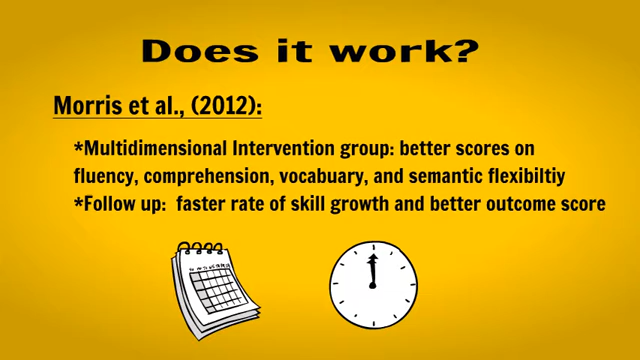 Does it work?
Morris et al., (2012):
*Multidimensional Intervention group: better scores on
fluency, comprehension, vocabuary, and semantic flexibiltiy
*Follow up:  faster rate of skill growth and better outcome score